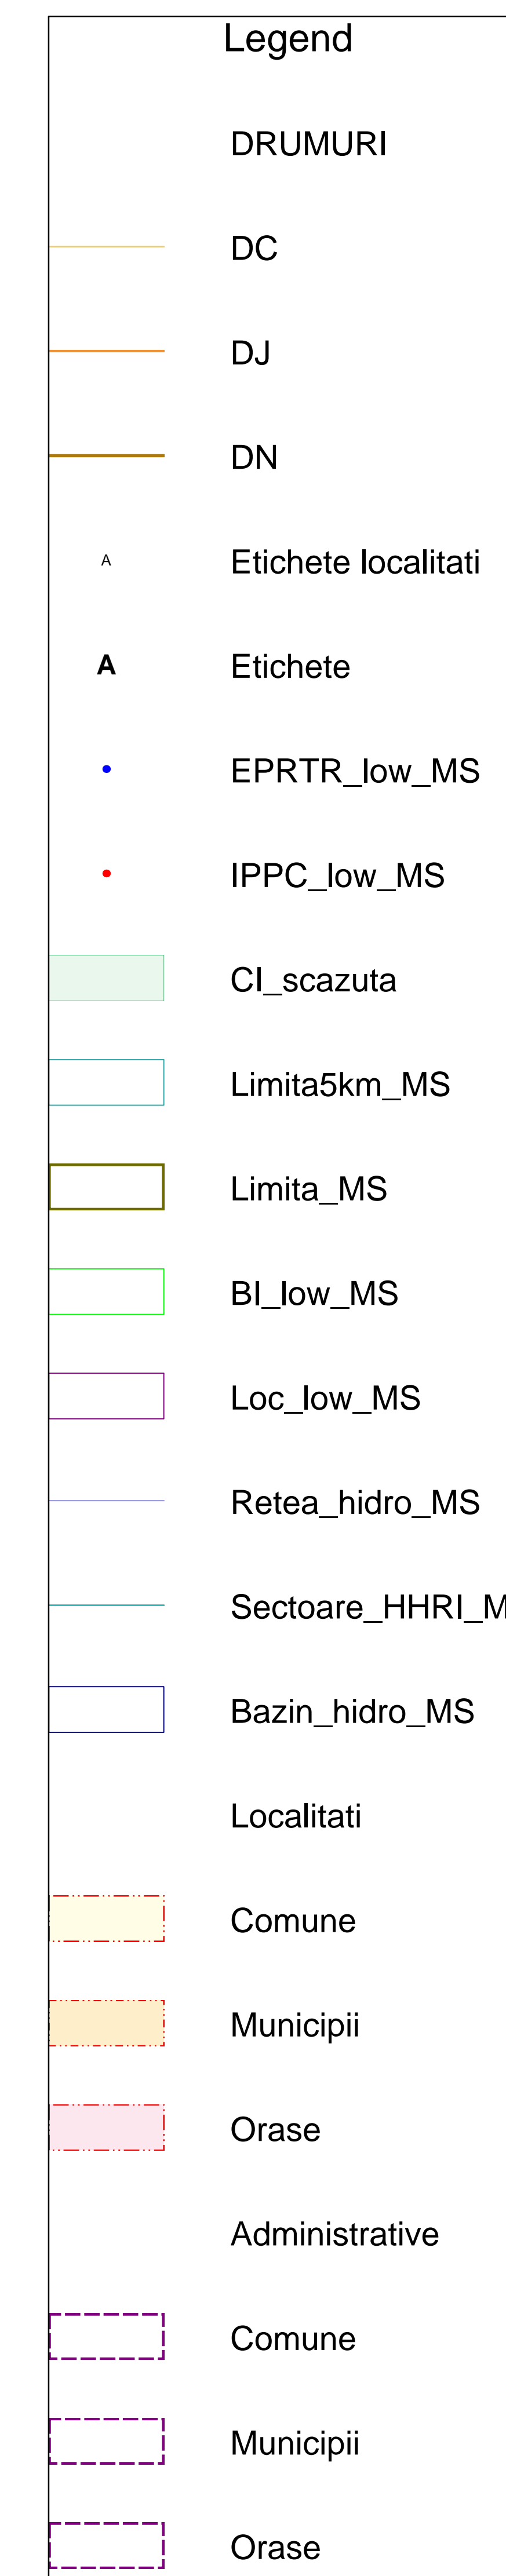 Legend
DRUMURI
DC
DJ
DN
A Etichete localitati
A Etichete
EPRTR_low_MS
IPPC_low_MS
CI_scazuta
Limita5km_MS
Limita_MS
BI_low_MS
Loc_low_MS
Retea_hidro_MS
Sectoare_HHRI_M
Bazin_hidro_MS
Localitati
Comune
Municipii
Orase
Administrative
Comune
Municipii
Orase